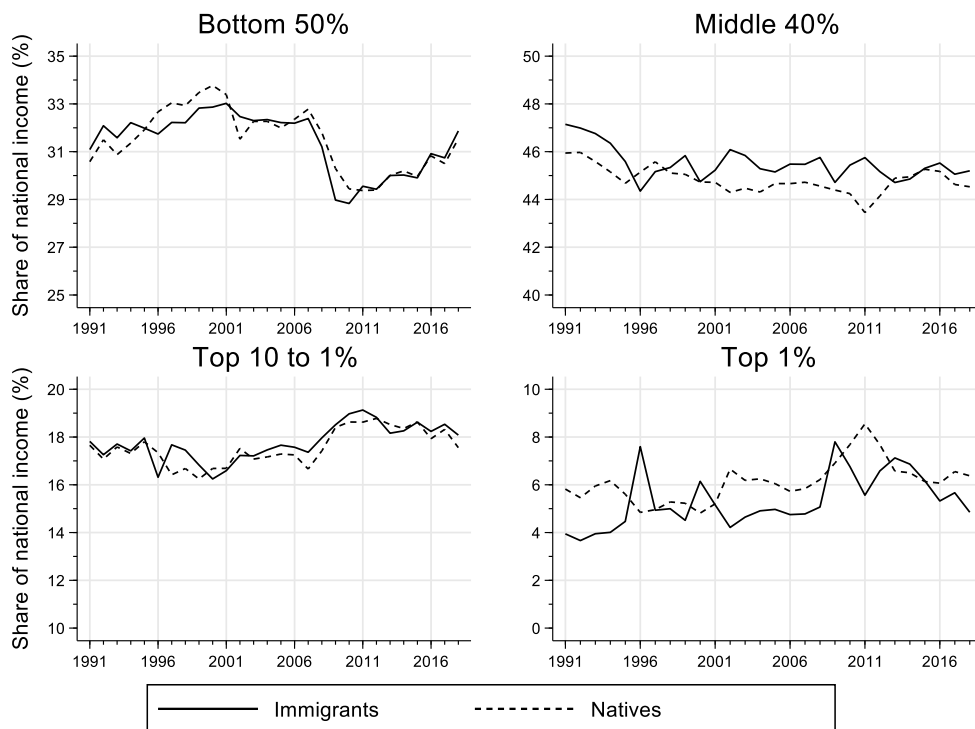 Bottom 50%
Middle 40%
Share of national income (%)
35
33
31
29
27
25
1991 1996 2001 2006 2011 2016
50
48
46
44
42
40
1991 1996 2001 2006 2011 2016
Top 10 to 1%
Top 1%
Share of national income (%)
20
18
16
14
12
10
1991 1996 2001 2006 2011 2016
10
8
6
4
2
0
1991 1996 2001 2006 2011 2016
Immigrants Natives